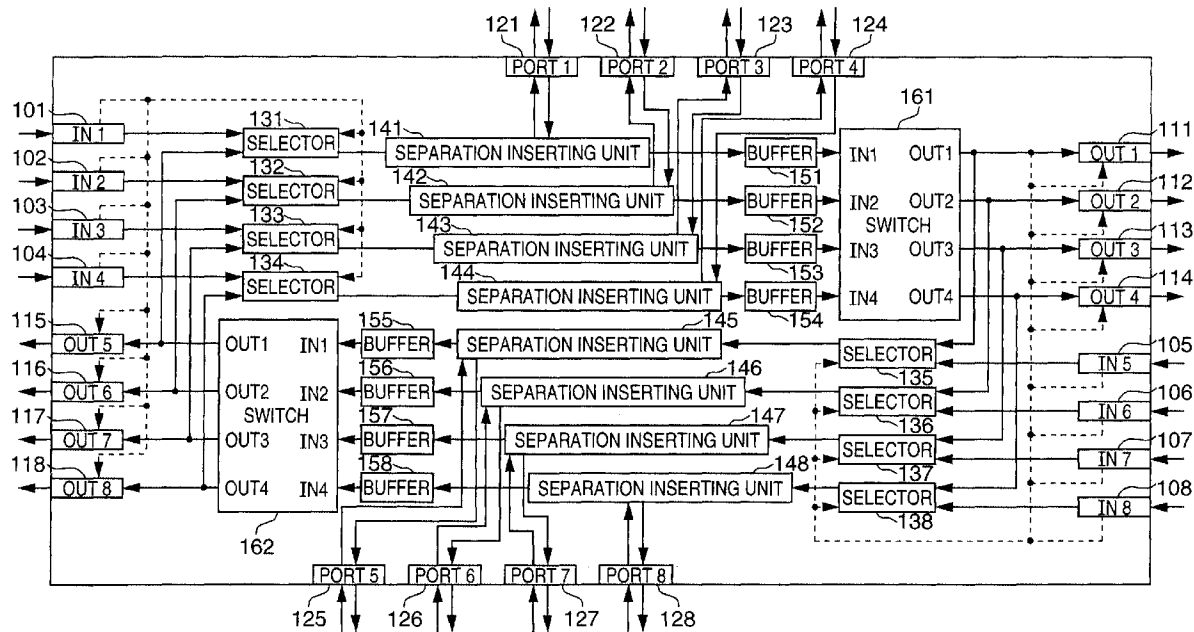 121 122 123 124
PORT 1 PORT 2 PORT 3 PORT 4
101 131 161
IN 1 SELECTOR 141 111
SEPARATION INSERTING UNIT BUFFER IN1 OUT1 OUT 1
102 132 142 151 112
IN 2 SELECTOR SEPARATION INSERTING UNIT BUFFER IN2 OUT2 OUT 2
103 133 143 152 SWITCH 113
IN 3 SELECTOR SEPARATION INSERTING UNIT BUFFER IN3 OUT3 OUT 3
104 134 144 153 114
IN 4 SELECTOR SEPARATION INSERTING UNIT BUFFER IN4 OUT4 OUT 4
154
115 155 145 105
OUT 5 OUT1 IN1 BUFFER SEPARATION INSERTING UNIT SELECTOR IN 5
116 156 146 135 106
OUT 6 OUT2 IN2 BUFFER SEPARATION INSERTING UNIT SELECTOR IN 6
117 SWITCH 157 147 136 107
OUT 7 OUT3 IN3 BUFFER SEPARATION INSERTING UNIT SELECTOR IN 7
118 158 148 137 108
OUT 8 OUT4 IN4 BUFFER SEPARATION INSERTING UNIT SELECTOR IN 8
138
162
PORT 5 PORT 6 PORT 7 PORT 8
125 126 127 128